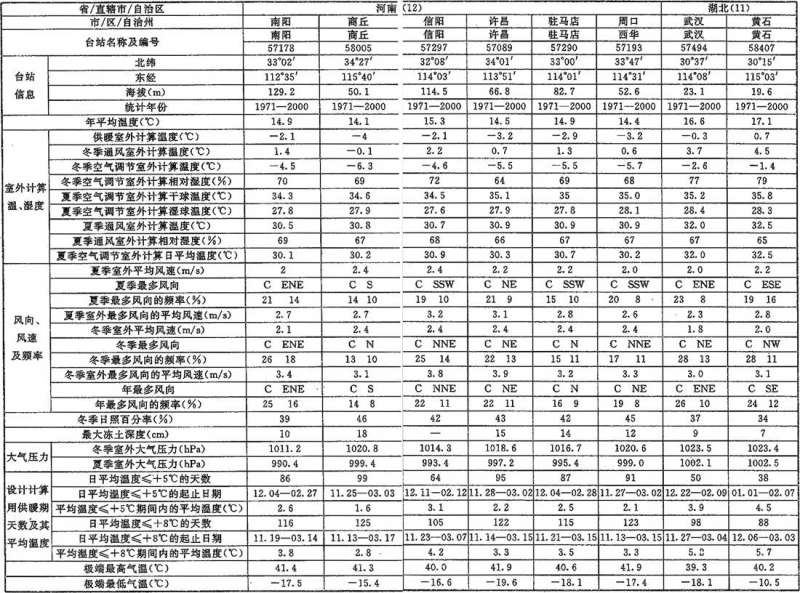 省/直辖市/自治区 河南(12) 湖北(11)
市/区/自治州 南阳 商丘 信阳 许昌 驻马店 周口 武汉 黄石
台站名称及编号 南阳 商丘 信阳 许昌 驻马店 西华 武汉 黄石
57178 58005 57297 57089 57290 57193 57494 58407
台站信息 北纬 33°02′ 34°27′ 32°08′ 34°01′ 33°00′ 33°47′ 30°37′ 30°15′
东经 112°35′ 115°40′ 114°03′ 113°51′ 114°01′ 114°31′ 114°08′ 115°03′
海拔(m) 129.2 50.1 114.5 66.8 82.7 52.6 23.1 19.6
统计年份 1971—2000 1971—2000 1971—2000 1971—2000 1971—2000 1971—2000 1971—2000 1971—2000
年平均温度(℃) 14.9 14.1 15.3 14.5 14.9 14.4 16.6 17.1
室外计算温、湿度 供暖室外计算温度(℃) −2.1 −4 −2.1 −3.2 −2.9 −3.2 −0.3 0.7
冬季通风室外计算温度(℃) 1.4 −0.1 2.2 0.7 1.3 0.6 3.7 4.5
冬季空气调节室外计算温度(℃) −4.5 −6.3 −4.6 −5.5 −5.5 −5.7 −2.6 −1.4
冬季空气调节室外计算相对湿度(%) 70 69 72 64 69 68 77 79
夏季空气调节室外计算干球温度(℃) 34.3 34.6 34.5 35.1 35 35.0 35.2 35.8
夏季空气调节室外计算湿球温度(℃) 27.8 27.9 27.6 27.9 27.8 28.1 28.4 28.3
夏季通风室外计算温度(℃) 30.5 30.8 30.7 30.9 30.9 30.9 32.0 32.5
夏季通风室外计算相对湿度(%) 69 67 68 66 67 67 67 65
夏季空气调节室外计算日平均温度(℃) 30.1 30.2 30.9 30.3 30.7 30.2 32.0 32.5
风向、风速及频率 夏季室外平均风速(m/s) 2 2.4 2.4 2.2 2.2 2.0 2.0 2.2
夏季最多风向 C ENE C S C SSW C NE C SSW C SSW C ENE C ESE
夏季最多风向的频率(%) 21 14 14 10 19 10 21 9 15 10 20 8 23 8 19 16
夏季室外最多风向的平均风速(m/s) 2.7 2.7 3.2 3.1 2.8 2.6 2.3 2.8
冬季室外平均风速(m/s) 2.1 2.4 2.4 2.4 2.4 2.4 1.8 2.0
冬季最多风向 C ENE C N C NNE C NE C N C NNE C NE C NW
冬季最多风向的频率(%) 26 18 13 10 25 14 22 13 15 11 17 11 28 13 28 11
冬季室外最多风向的平均风速(m/s) 3.4 3.1 3.8 3.9 3.2 3.3 3.0 3.1
年最多风向 C ENE C S C NNE C NE C N C NE C ENE C SE
年最多风向的频率(%) 25 16 14 8 22 11 22 11 16 9 19 8 26 10 24 12
冬季日照百分率(%) 39 46 42 43 42 45 37 34
最大冻土深度(cm) 10 18 — 15 14 12 9 7
大气压力 冬季室外大气压力(hPa) 1011.2 1020.8 1014.3 1018.6 1016.7 1020.6 1023.5 1023.4
夏季室外大气压力(hPa) 990.4 999.4 993.4 997.2 995.4 999.0 1002.1 1002.5
设计计算用供暖期天数及其平均温度 日平均温度≤+5℃的天数 86 99 64 95 87 91 50 38
日平均温度≤+5℃的起止日期 12.04—02.27 11.25—03.03 12.11—02.12 11.28—03.02 12.04—02.28 11.27—03.02 12.22—02.09 01.01—02.07
平均温度≤+5℃期间内的平均温度(℃) 2.6 1.6 3.1 2.2 2.5 2.1 3.9 4.5
日平均温度≤+8℃的天数 116 125 105 122 115 123 98 88
日平均温度≤+8℃的起止日期 11.19—03.14 11.13—03.17 11.23—03.07 11.14—03.15 11.21—03.15 11.13—03.15 11.27—03.04 12.06—03.03
平均温度≤+8℃期间内的平均温度(℃) 3.8 2.8 4.2 3.3 3.5 3.3 5.7
极端最高气温(℃) 41.4 41.3 40.0 41.9 40.6 41.9 39.3 40.2
极端最低气温(℃) −17.5 −15.4 −16.6 −19.6 −18.1 −17.4 −18.1 −10.5